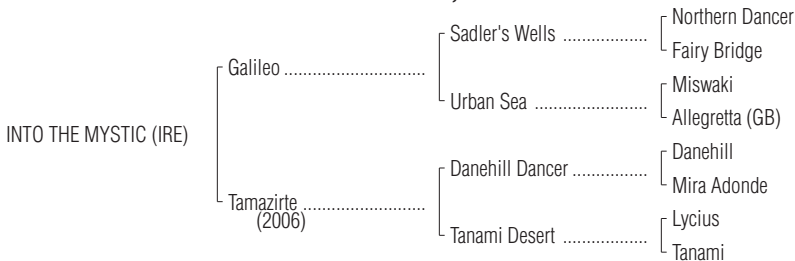 Northern Dancer
Sadler's Wells ..................
Fairy Bridge
Galileo ..............................
Miswaki
Urban Sea ........................
Allegretta (GB)
INTO THE MYSTIC (IRE)
Danehill
Danehill Dancer ................
Mira Adonde
Tamazirte ..........................
(2006)
Lycius
Tanami Desert ..................
Tanami